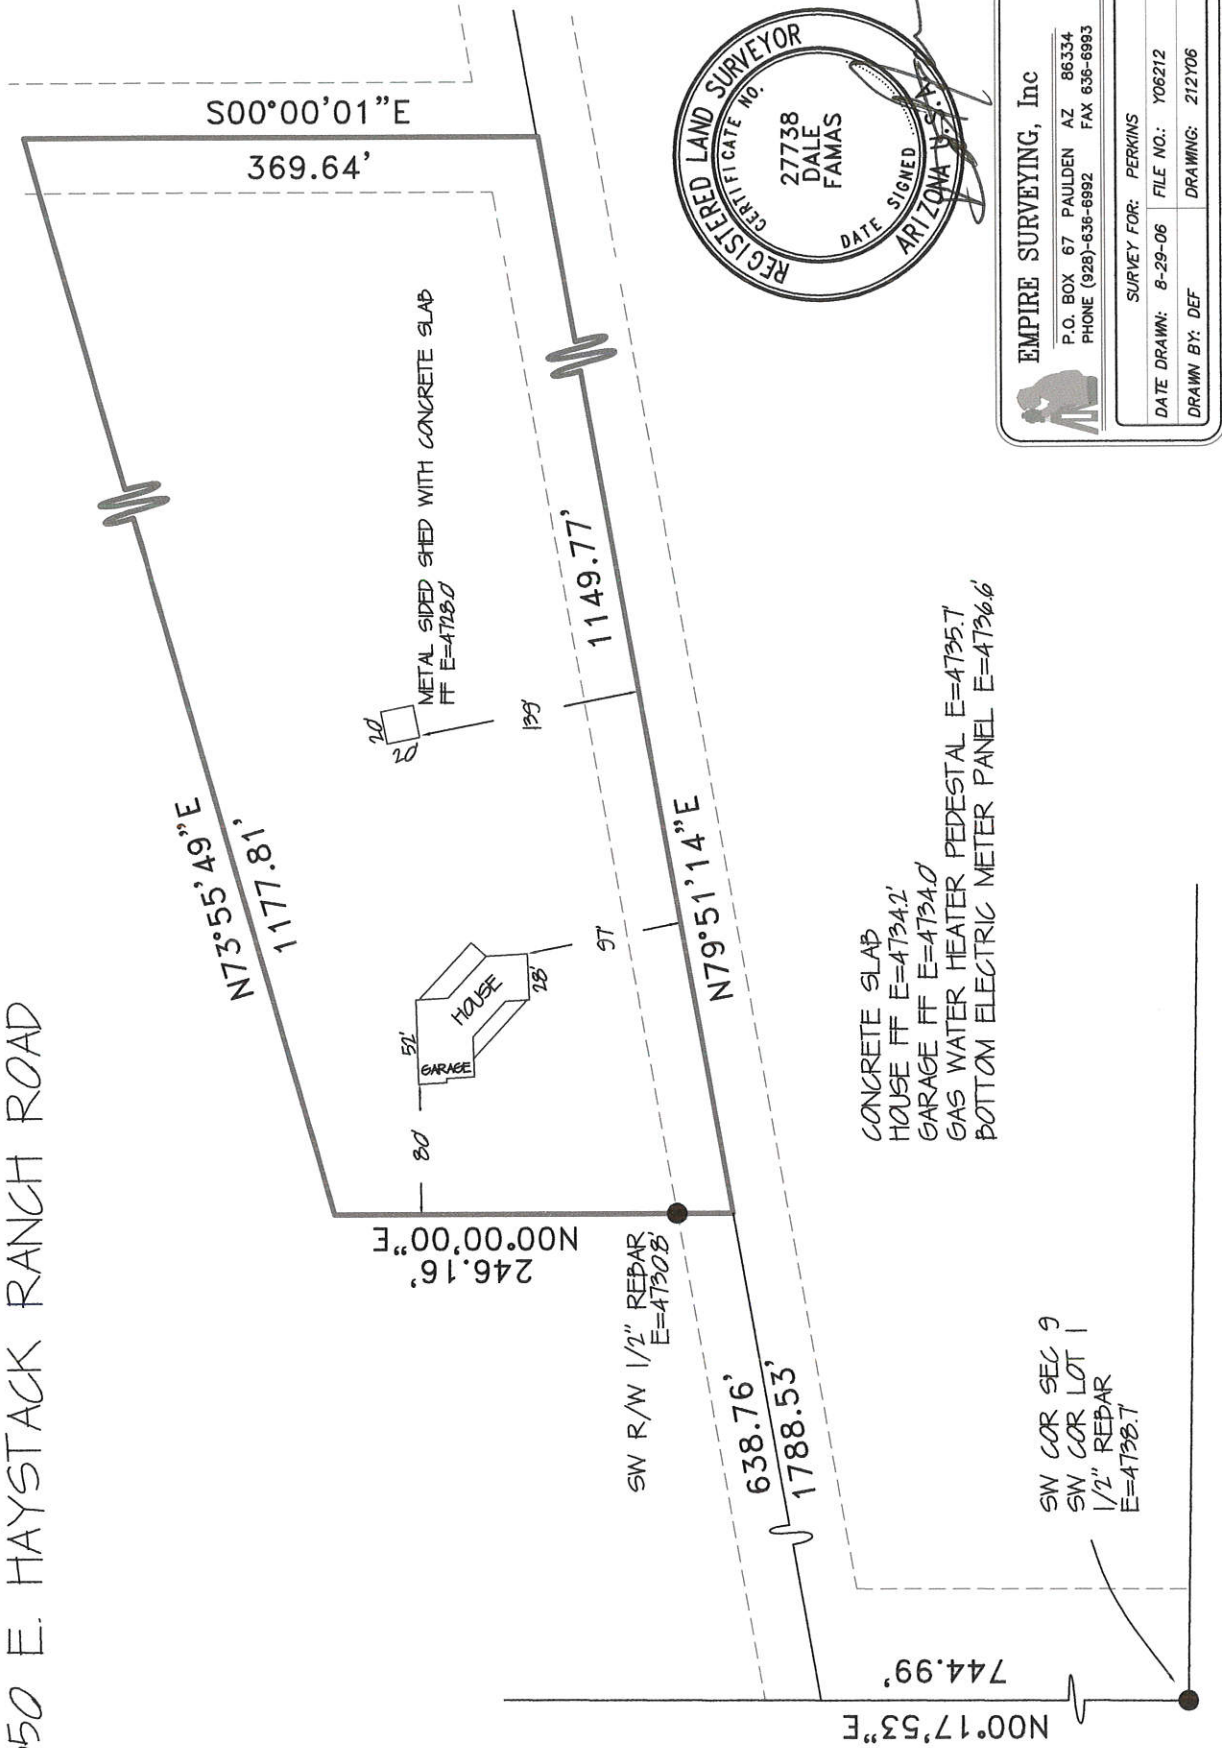 50 E. HAYSTACK RANCH ROAD
N73°55'49"E
1177.81'
S00°00'01"E
369.64'
METAL SIDED SHED WITH CONCRETE SLAB
FF E=4728.0'
20'
20'
139'
1149.77'
N79°51'14"E
52'
GARAGE
HOUSE
28'
97'
80'
N00°00'00"E
246.16'
SW R/W 1/2" REBAR
E=4730.8'
638.76'
1788.53'
CONCRETE SLAB
HOUSE FF E=4734.2'
GARAGE FF E=4734.0'
GAS WATER HEATER PEDESTAL E=4735.7'
BOTTOM ELECTRIC METER PANEL E=4736.6'
SW COR SEC 9
SW COR LOT 1
1/2" REBAR
E=4738.7'
N00°17'53"E
744.99'
REGISTERED LAND SURVEYOR
CERTIFICATE NO.
27738
DALE
FAMAS
DATE SIGNED
ARIZONA U.S.A.
EMPIRE SURVEYING, Inc
P.O. BOX 67 PAULDEN AZ 86334
PHONE (928)-636-6992 FAX 636-6993
SURVEY FOR: PERKINS
DATE DRAWN: 8-29-06 FILE NO.: Y06212
DRAWN BY: DEF DRAWING: 212Y06